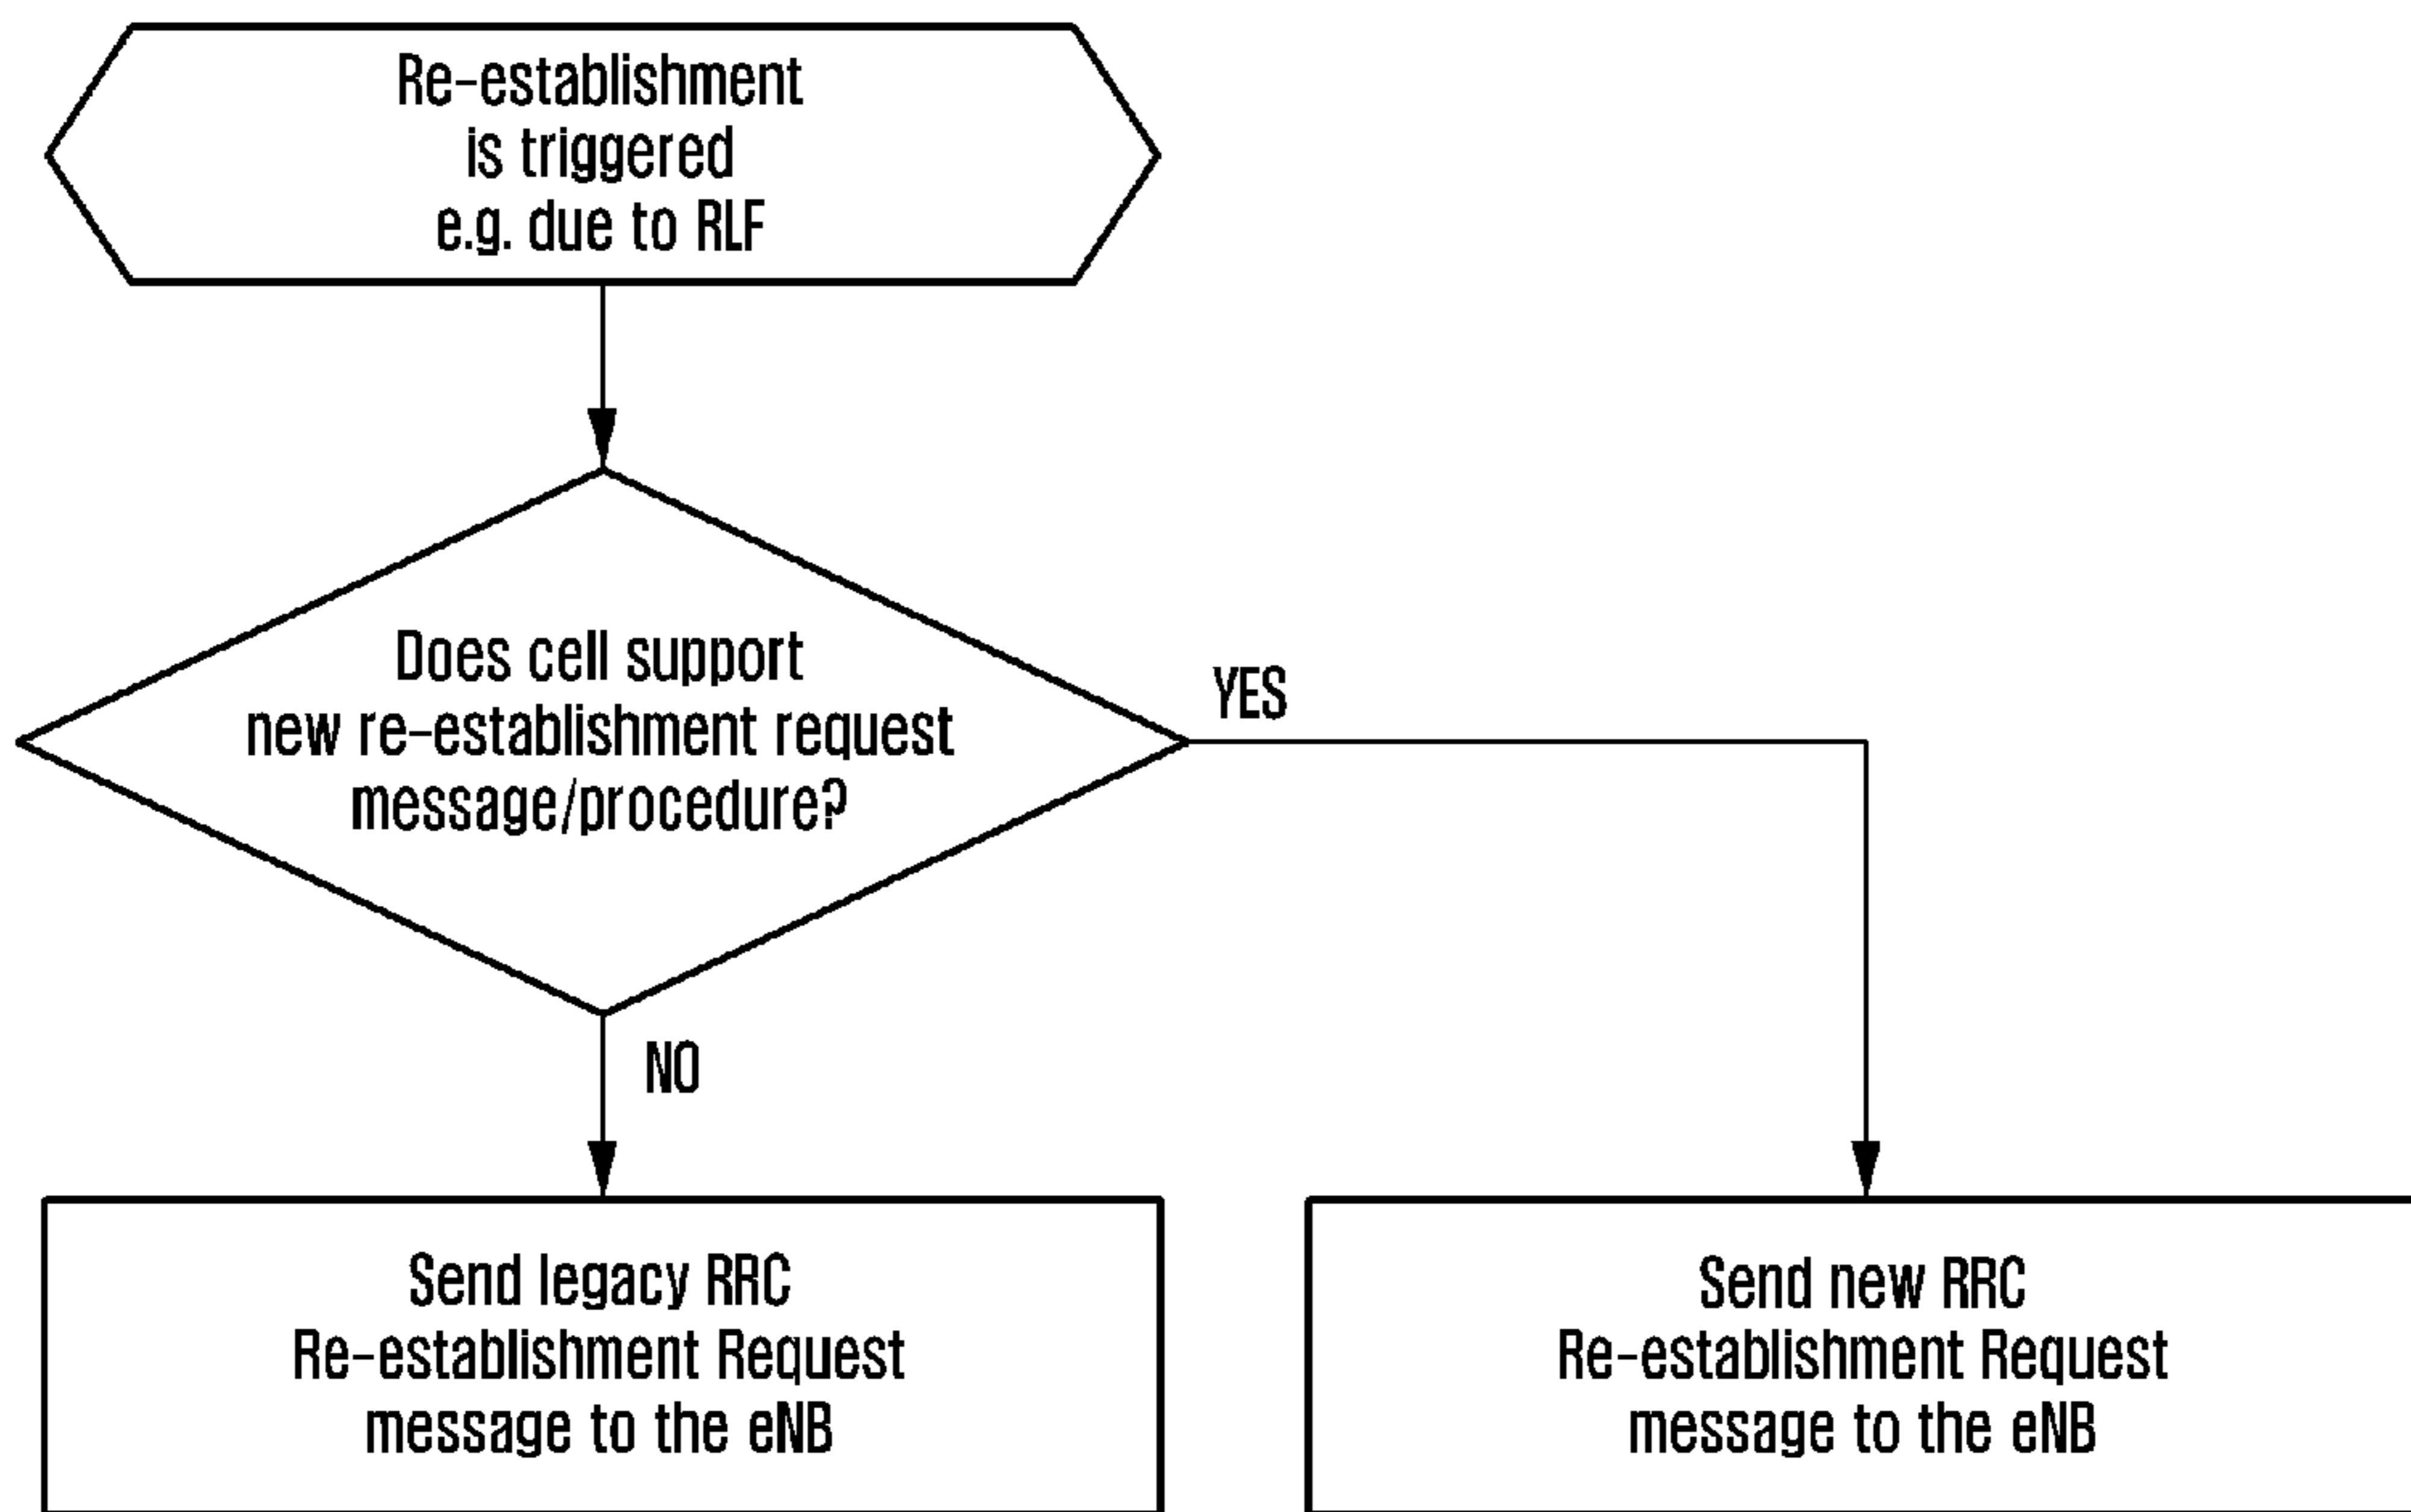 Re-establishment
is triggered
e.g. due to RLF
Does cell support
new re-establishment request
message/procedure?
YES
NO
Send legacy RRC
Re-establishment Request
message to the eNB
Send new RRC
Re-establishment Request
message to the eNB